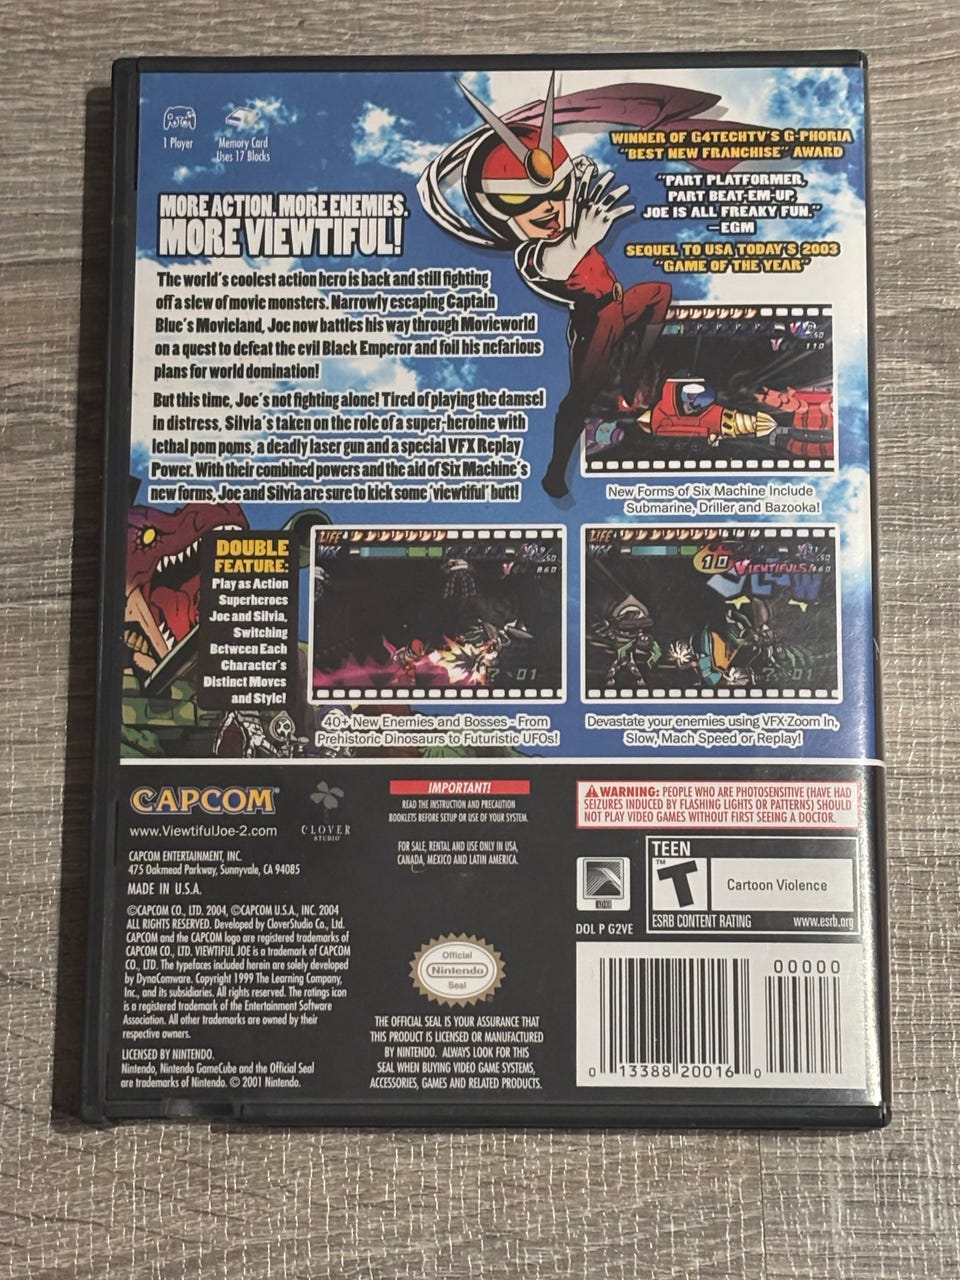 1 Player
Memory Card
Uses 17 Blocks
WINNER OF G4TECHTV'S G-PHORIA
"BEST NEW FRANCHISE" AWARD
"PART PLATFORMER,
PART BEAT-EM-UP,
JOE IS ALL FREAKY FUN."
—EGM
SEQUEL TO USA TODAY'S 2003
"GAME OF THE YEAR"
MORE ACTION. MORE ENEMIES.
MORE VIEWTIFUL!
The world's coolest action hero is back and still fighting
off a slew of movie monsters. Narrowly escaping Captain
Blue's Movieland, Joe now battles his way through Movieworld
on a quest to defeat the evil Black Emperor and foil his nefarious
plans for world domination!
But this time, Joe's not fighting alone! Tired of playing the damsel
in distress, Silvia's taken on the role of a super-heroine with
lethal pom poms, a deadly laser gun and a special VFX Replay
Power. With their combined powers and the aid of Six Machine's
new forms, Joe and Silvia are sure to kick some 'viewtiful' butt!
110
New Forms of Six Machine Include
Submarine, Driller and Bazooka!
DOUBLE
FEATURE:
Play as Action
Superheroes
Joe and Silvia,
Switching
Between Each
Character's
Distinct Moves
and Style!
LIFE
VFX
860
? 01
40+ New Enemies and Bosses - From
Prehistoric Dinosaurs to Futuristic UFOs!
LIFE
10 VIEWTIFULS!
? 01
Devastate your enemies using VFX-Zoom In,
Slow, Mach Speed or Replay!
CAPCOM®
www.ViewtifulJoe-2.com
CLOVER
STUDIO
CAPCOM ENTERTAINMENT, INC.
475 Oakmead Parkway, Sunnyvale, CA 94085
MADE IN U.S.A.
©CAPCOM CO., LTD. 2004, ©CAPCOM U.S.A., INC. 2004
ALL RIGHTS RESERVED. Developed by CloverStudio Co., Ltd.
CAPCOM and the CAPCOM logo are registered trademarks of
CAPCOM CO., LTD. VIEWTIFUL JOE is a trademark of CAPCOM
CO., LTD. The typefaces included herein are solely developed
by DynaComware. Copyright 1999 The Learning Company,
Inc., and its subsidiaries. All rights reserved. The ratings icon
is a registered trademark of the Entertainment Software
Association. All other trademarks are owned by their
respective owners.
LICENSED BY NINTENDO.
Nintendo, Nintendo GameCube and the Official Seal
are trademarks of Nintendo. © 2001 Nintendo.
IMPORTANT!
READ THE INSTRUCTION AND PRECAUTION
BOOKLETS BEFORE SETUP OR USE OF YOUR SYSTEM.
FOR SALE, RENTAL AND USE ONLY IN USA,
CANADA, MEXICO AND LATIN AMERICA.
Official
Nintendo
Seal
THE OFFICIAL SEAL IS YOUR ASSURANCE THAT
THIS PRODUCT IS LICENSED OR MANUFACTURED
BY NINTENDO. ALWAYS LOOK FOR THIS
SEAL WHEN BUYING VIDEO GAME SYSTEMS,
ACCESSORIES, GAMES AND RELATED PRODUCTS.
WARNING: PEOPLE WHO ARE PHOTOSENSITIVE (HAVE HAD
SEIZURES INDUCED BY FLASHING LIGHTS OR PATTERNS) SHOULD
NOT PLAY VIDEO GAMES WITHOUT FIRST SEEING A DOCTOR.
DOL P G2VE
TEEN
T
TM
Cartoon Violence
ESRB CONTENT RATING www.esrb.org
00000
0 13388 20016 0